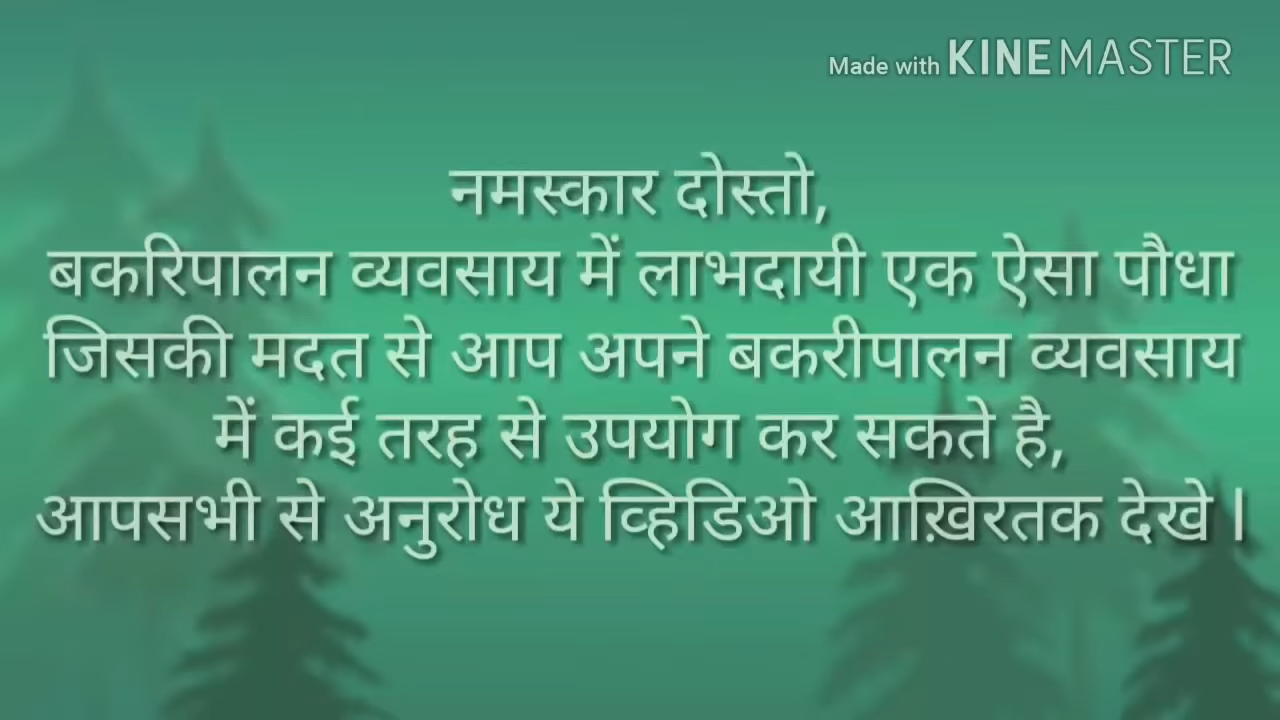 Made with KINEMASTER
नमस्कार दोस्तो,
बकरिपालन व्यवसाय में लाभदायी एक ऐसा पौधा
जिसकी मदत से आप अपने बकरीपालन व्यवसाय
में कई तरह से उपयोग कर सकते है,
आपसभी से अनुरोध ये व्हिडिओ आख़िरतक देखे l